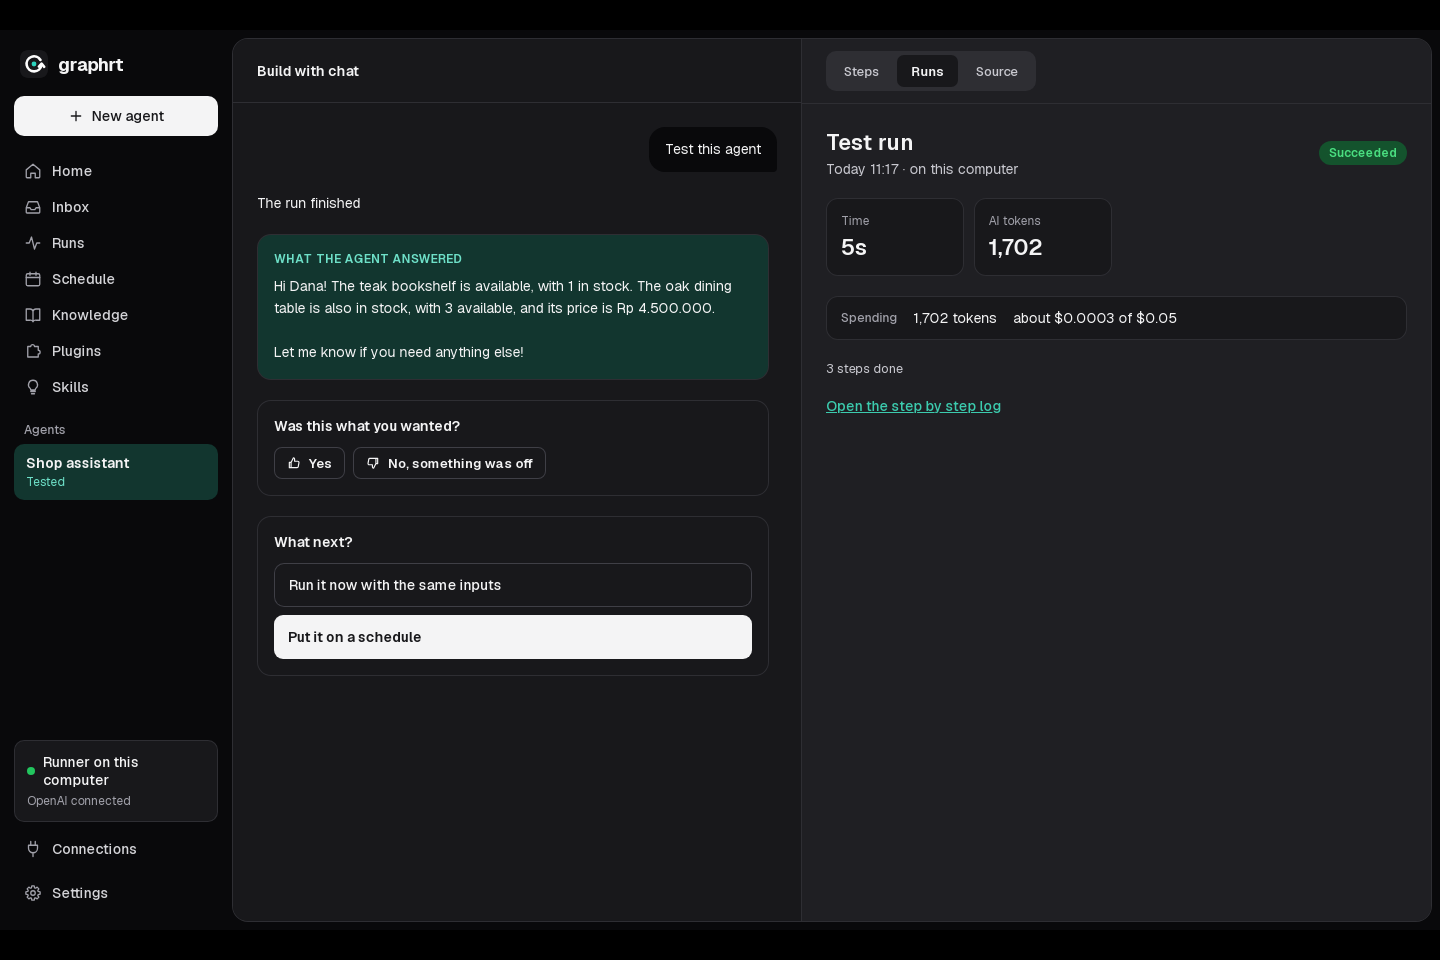 graphrt
New agent
Home
Inbox
Runs
Schedule
Knowledge
Plugins
Skills
Agents
Shop assistant
Tested
Runner on this
computer
OpenAI connected
Connections
Settings
Build with chat
Test this agent
The run finished
WHAT THE AGENT ANSWERED
Hi Dana! The teak bookshelf is available, with 1 in stock. The oak dining
table is also in stock, with 3 available, and its price is Rp 4.500.000.
Let me know if you need anything else!
Was this what you wanted?
Yes
No, something was off
What next?
Run it now with the same inputs
Put it on a schedule
Steps
Runs
Source
Test run
Today 11:17 · on this computer
Succeeded
Time
5s
AI tokens
1,702
Spending 1,702 tokens about $0.0003 of $0.05
3 steps done
Open the step by step log